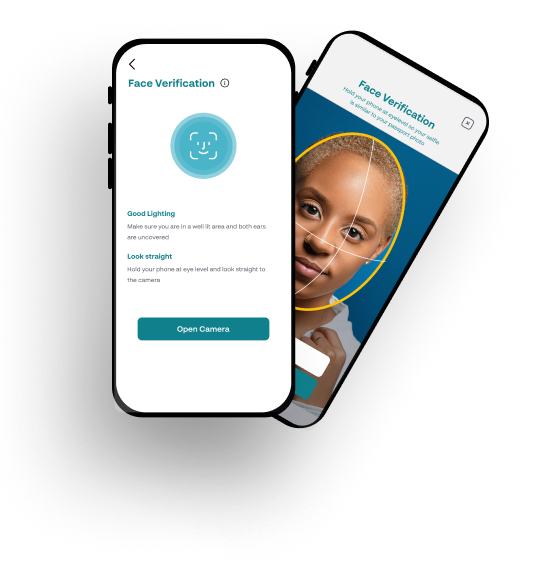 Face Verification
Good Lighting
Make sure you are in a well lit area and both ears
are uncovered
Look straight
Hold your phone at eye level and look straight to
the camera
Open Camera
Face Verification
Hold your phone at eyelevel so your selfie
is similar to your passport photo